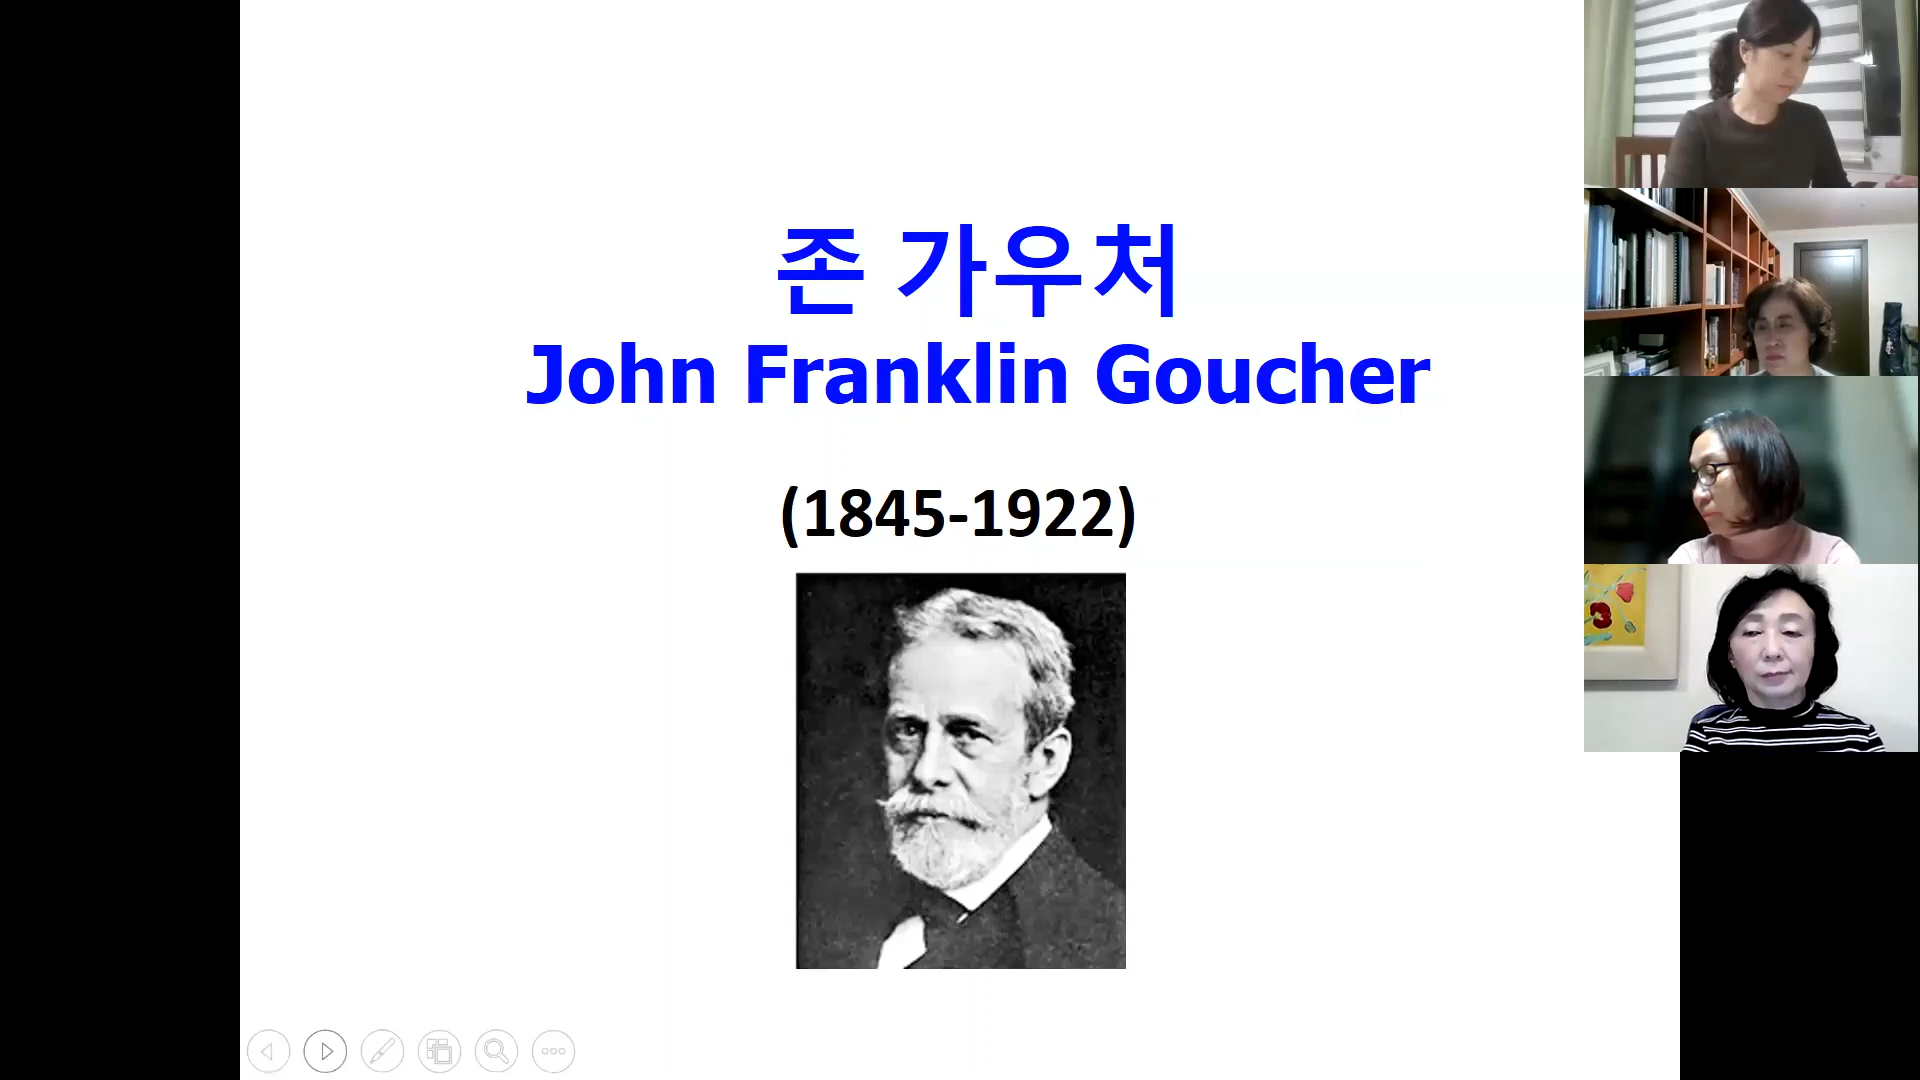 존 가우처
John Franklin Goucher
(1845-1922)